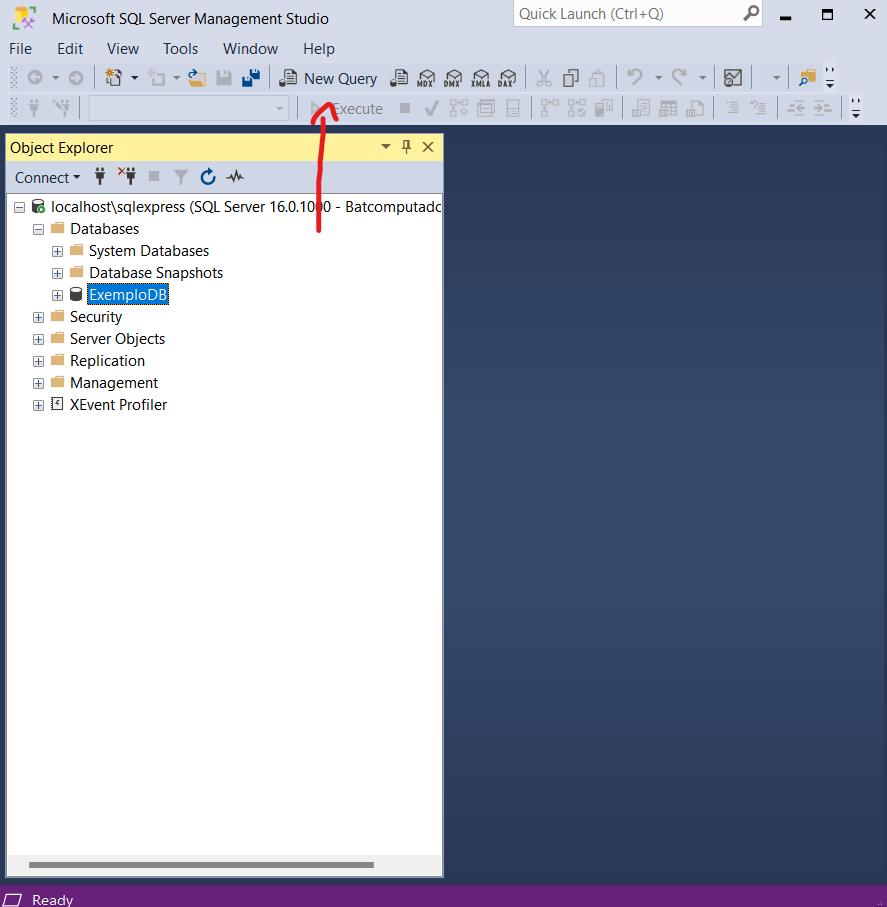 Microsoft SQL Server Management Studio
Quick Launch (Ctrl+Q)
File Edit View Tools Window Help
New Query MDX DMX XMLA DAX
Execute
Object Explorer
Connect
localhost\sqlexpress (SQL Server 16.0.1000 - Batcomputado
Databases
System Databases
Database Snapshots
ExemploDB
Security
Server Objects
Replication
Management
XEvent Profiler
Ready